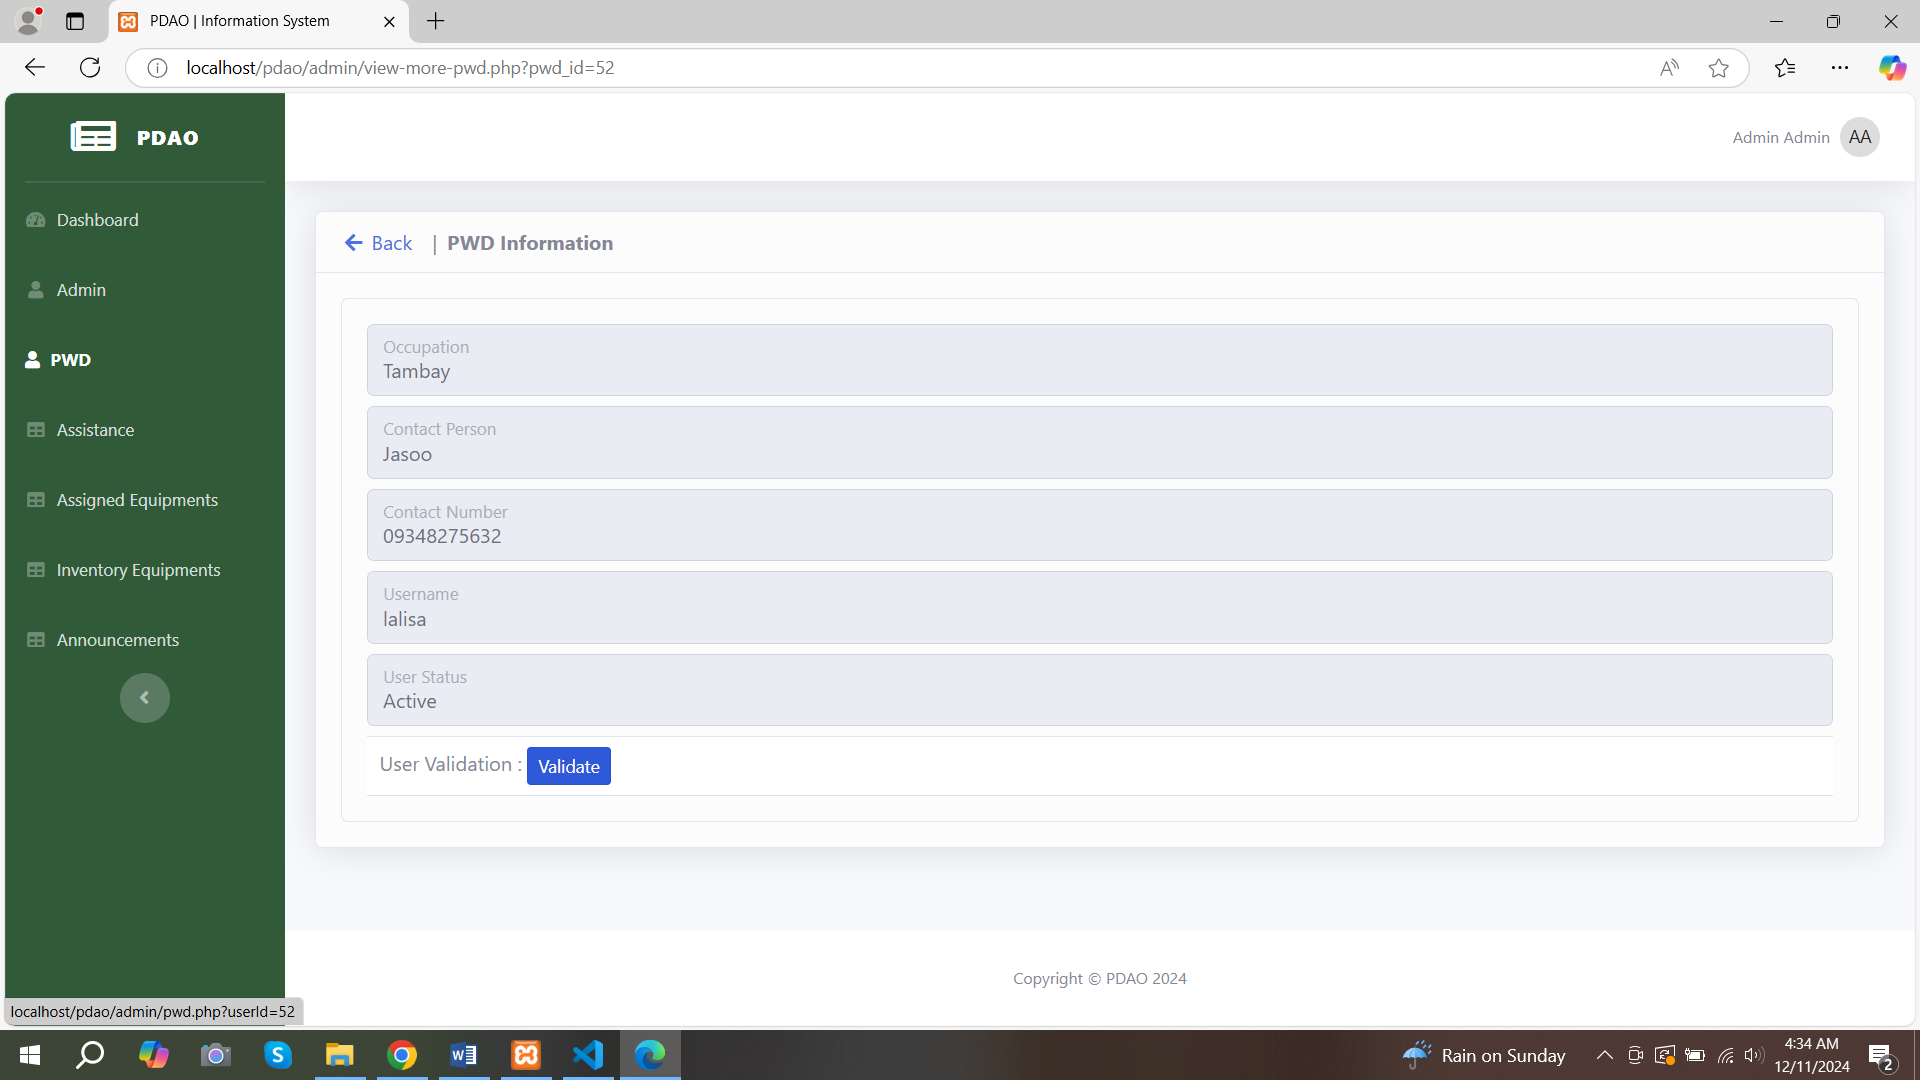 PDAO | Information System
localhost/pdao/admin/view-more-pwd.php?pwd_id=52
PDAO
Admin Admin AA
Dashboard
Admin
PWD
Assistance
Assigned Equipments
Inventory Equipments
Announcements
Back | PWD Information
Occupation
Tambay
Contact Person
Jasoo
Contact Number
09348275632
Username
lalisa
User Status
Active
User Validation : Validate
Copyright © PDAO 2024
localhost/pdao/admin/pwd.php?userId=52
Rain on Sunday
4:34 AM
12/11/2024
2